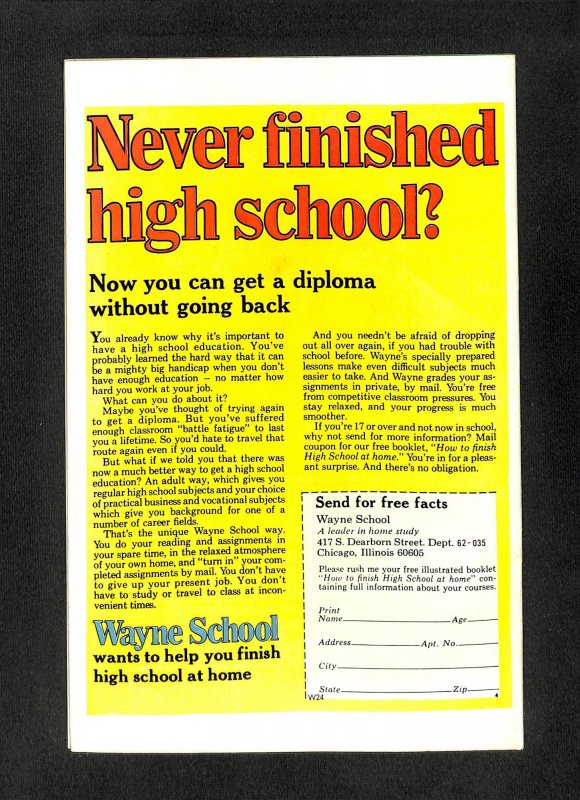 Never finished
high school?
Now you can get a diploma
without going back
You already know why it's important to
have a high school education. You've
probably learned the hard way that it can
be a mighty big handicap when you don't
have enough education – no matter how
hard you work at your job.
What can you do about it?
Maybe you've thought of trying again
to get a diploma. But you've suffered
enough classroom "battle fatigue" to last
you a lifetime. So you'd hate to travel that
route again even if you could.
But what if we told you that there was
now a much better way to get a high school
education? An adult way, which gives you
regular high school subjects and your choice
of practical business and vocational subjects
which give you background for one of a
number of career fields.
That's the unique Wayne School way.
You do your reading and assignments in
your spare time, in the relaxed atmosphere
of your own home, and "turn in" your com-
pleted assignments by mail. You don't have
to give up your present job. You don't
have to study or travel to class at incon-
venient times.
Wayne School
wants to help you finish
high school at home
And you needn't be afraid of dropping
out all over again, if you had trouble with
school before. Wayne's specially prepared
lessons make even difficult subjects much
easier to take. And Wayne grades your as-
signments in private, by mail. You're free
from competitive classroom pressures. You
stay relaxed, and your progress is much
smoother.
If you're 17 or over and not now in school,
why not send for more information? Mail
coupon for our free booklet, "How to finish
High School at home." You're in for a pleas-
ant surprise. And there's no obligation.
Send for free facts
Wayne School
A leader in home study
417 S. Dearborn Street. Dept. 62-035
Chicago, Illinois 60605
Please rush me your free illustrated booklet
"How to finish High School at home" con-
taining full information about your courses.
Print
Name Age
Address Apt. No.
City
State Zip
W24 4